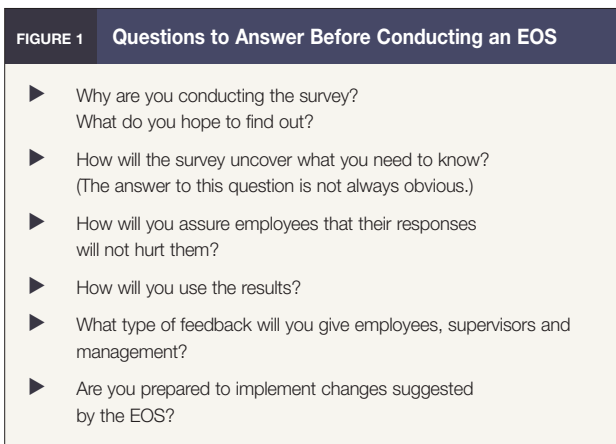 FIGURE 1 Questions to Answer Before Conducting an EOS
▶ Why are you conducting the survey?
What do you hope to find out?
▶ How will the survey uncover what you need to know?
(The answer to this question is not always obvious.)
▶ How will you assure employees that their responses
will not hurt them?
▶ How will you use the results?
▶ What type of feedback will you give employees, supervisors and
management?
▶ Are you prepared to implement changes suggested
by the EOS?